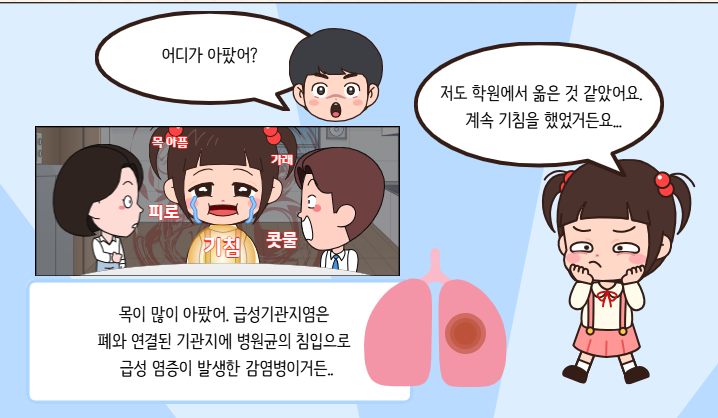 어디가 아팠어?
저도 학원에서 옮은 것 같았어요.
계속 기침을 했었거든요...
목 아픔
가래
피로
기침
콧물
목이 많이 아팠어. 급성기관지염은
폐와 연결된 기관지에 병원균의 침입으로
급성 염증이 발생한 감염병이거든..